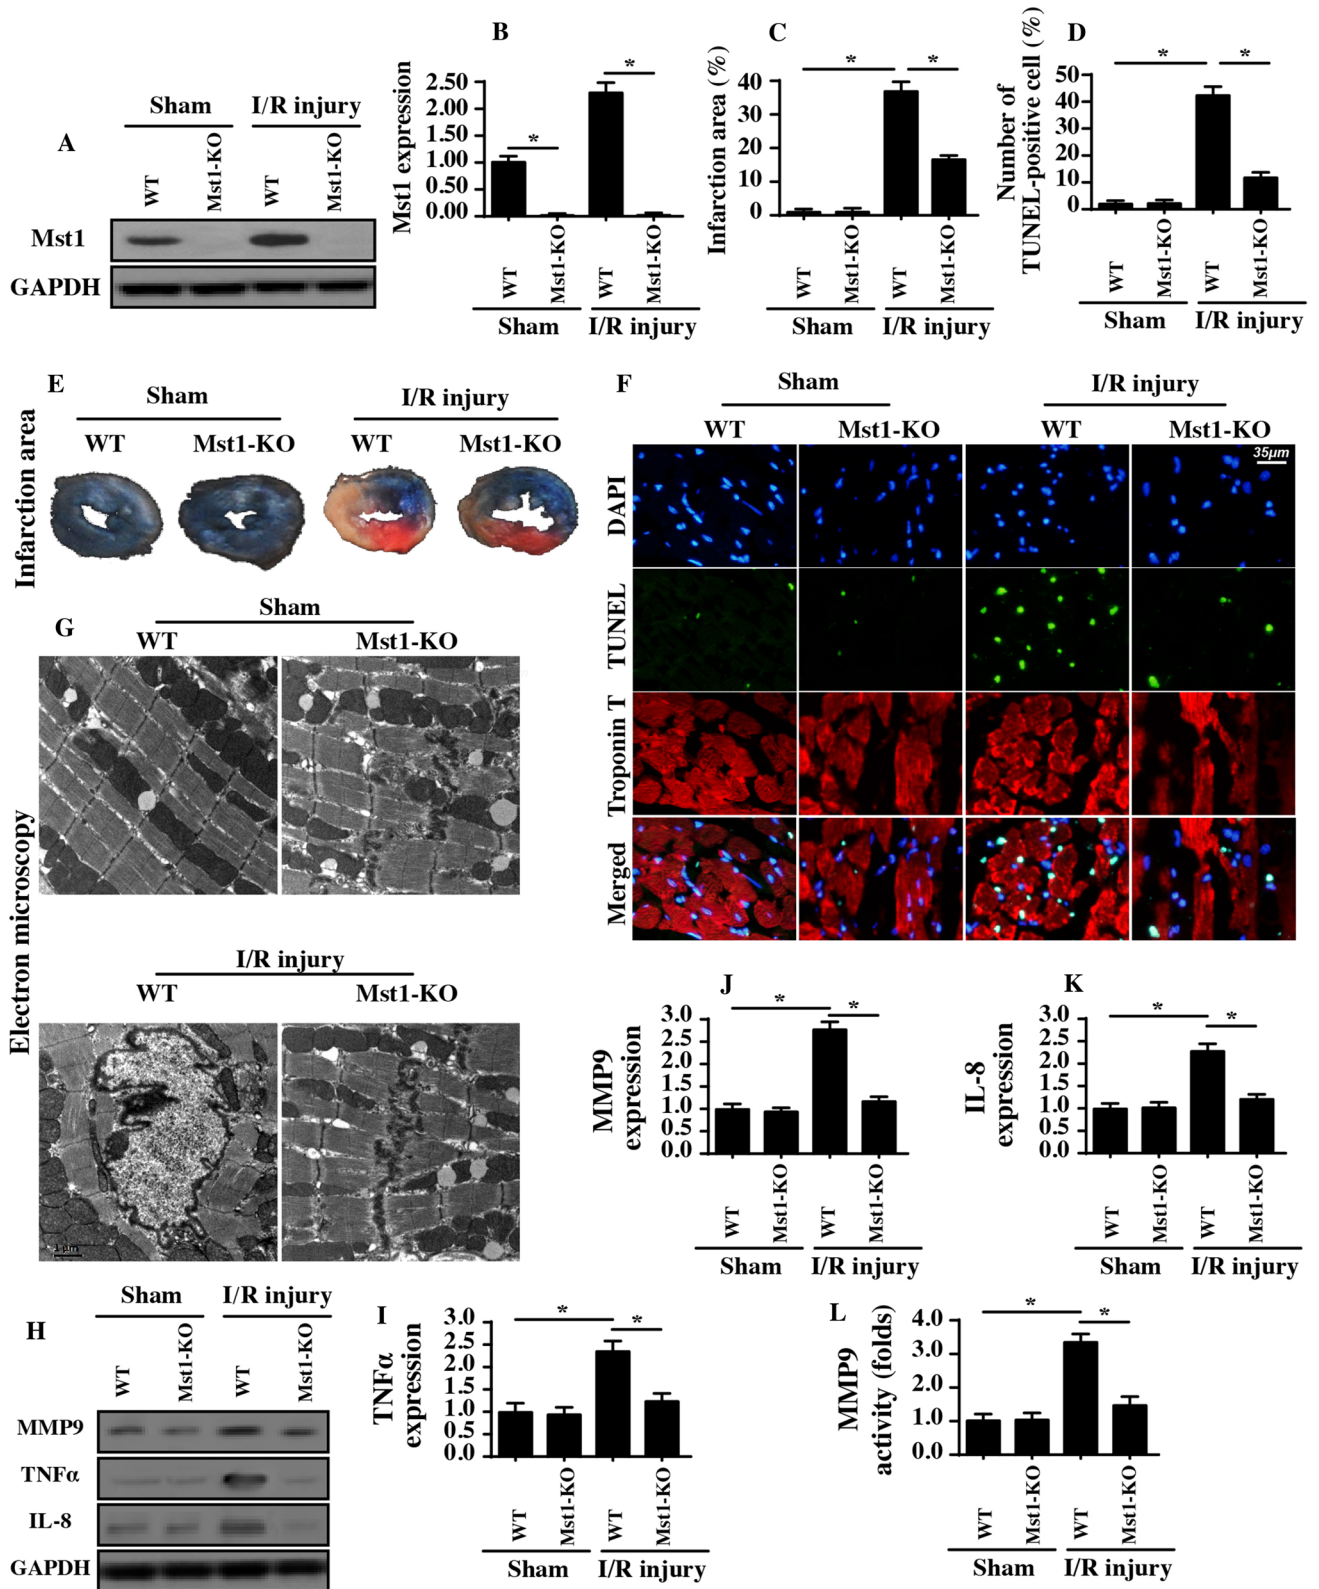 A
Sham
I/R injury
WT
Mst1-KO
WT
Mst1-KO
Mst1
GAPDH
B
Mst1 expression
2.50
2.00
1.50
1.00
0.50
0.00
*
*
WT
Mst1-KO
WT
Mst1-KO
Sham
I/R injury
C
Infarction area (%)
40
30
20
10
0
*
*
WT
Mst1-KO
WT
Mst1-KO
Sham
I/R injury
D
Number of
TUNEL-positive cell (%)
50
40
30
20
10
0
*
*
WT
Mst1-KO
WT
Mst1-KO
Sham
I/R injury
E
Infarction area
Sham
I/R injury
WT
Mst1-KO
WT
Mst1-KO
F
Sham
I/R injury
WT
Mst1-KO
WT
Mst1-KO
35μm
DAPI
TUNEL
Troponin T
Merged
G
Electron microscopy
Sham
WT
Mst1-KO
I/R injury
WT
Mst1-KO
1 μm
H
Sham
I/R injury
WT
Mst1-KO
WT
Mst1-KO
MMP9
TNFα
IL-8
GAPDH
I
TNFα
expression
3.0
2.5
2.0
1.5
1.0
0.5
0.0
*
*
WT
Mst1-KO
WT
Mst1-KO
Sham
I/R injury
J
MMP9
expression
3.0
2.5
2.0
1.5
1.0
0.5
0.0
*
*
WT
Mst1-KO
WT
Mst1-KO
Sham
I/R injury
K
IL-8
expression
3.0
2.5
2.0
1.5
1.0
0.5
0.0
*
*
WT
Mst1-KO
WT
Mst1-KO
Sham
I/R injury
L
MMP9
activity (folds)
4.0
3.0
2.0
1.0
0.0
*
*
WT
Mst1-KO
WT
Mst1-KO
Sham
I/R injury